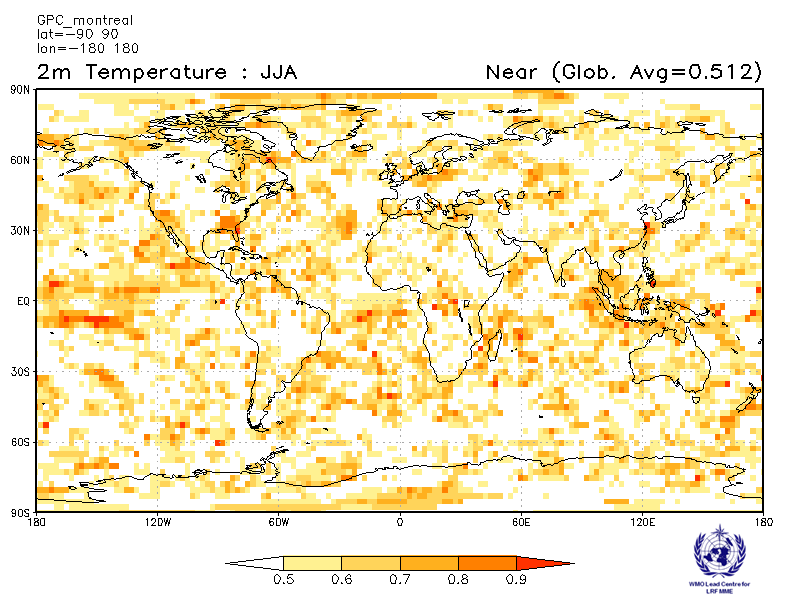 GPC_montreal
lat=-90 90
lon=-180 180
2m Temperature : JJA Near (Glob. Avg=0.512)
90N
60N
30N
EQ
30S
60S
90S
180 120W 60W 0 60E 120E 180
0.5 0.6 0.7 0.8 0.9
WMO Lead Centre for
LRF MME